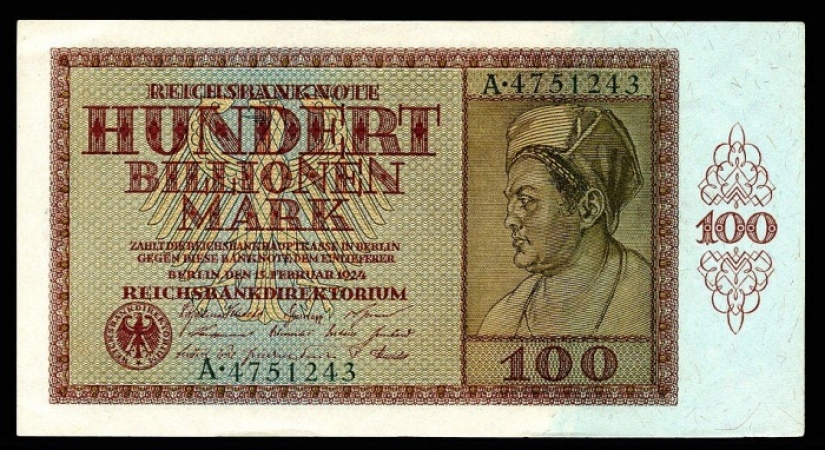 REICHSBANKNOTE
HUNDERT
BILLIONEN
MARK
ZAHLT DIE REICHSBANKHAUPTKASSE IN BERLIN
GEGEN DIESE BANKNOTE DEM EINLIEFERER
BERLIN DEN 15. FEBRUAR 1924
REICHSBANKDIREKTORIUM
REICHSBANKDIREKTORIUM
A·4751243
A·4751243
100
100